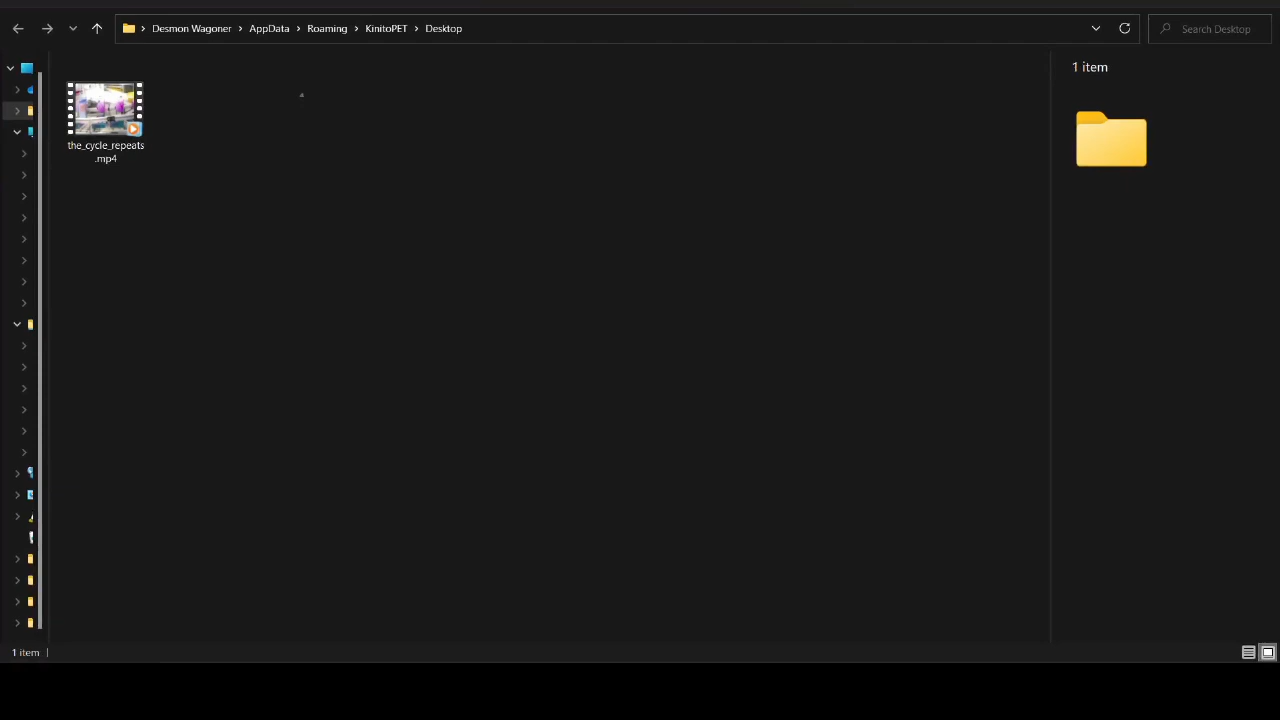 Desmon Wagoner AppData Roaming KinitoPET Desktop
Search Desktop
1 item
the_cycle_repeats
.mp4
1 item